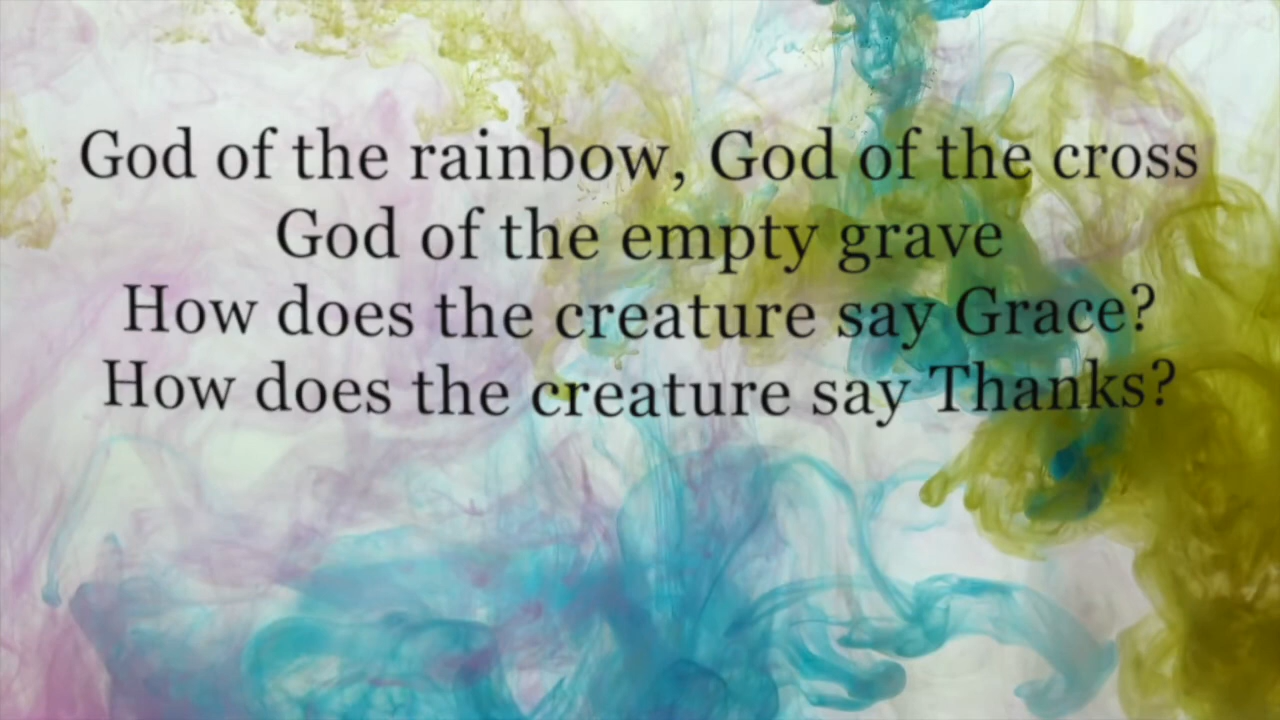 God of the rainbow, God of the cross
God of the empty grave
How does the creature say Grace?
How does the creature say Thanks?